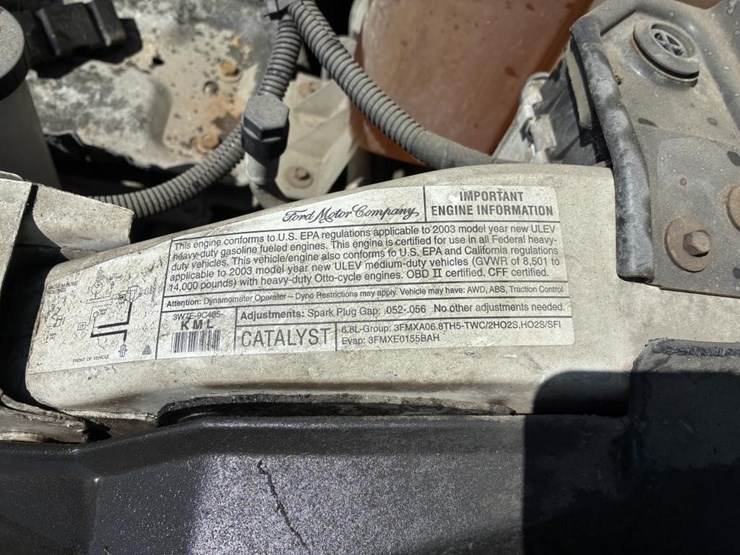 Ford Motor Company
IMPORTANT
ENGINE INFORMATION
This engine conforms to U.S. EPA regulations applicable to 2003 model year new ULEV
heavy-duty gasoline fueled engines. This engine is certified for use in all Federal heavy-
duty vehicles. This vehicle/engine also conforms to U.S. EPA and California regulations
applicable to 2003 model year new ULEV medium-duty vehicles (GVWR of 8,501 to
14,000 pounds) with heavy-duty Otto-cycle engines. OBD II certified. CFF certified.
Attention: Dynamometer Operator – Dyno Restrictions may apply. Vehicle may have: AWD, ABS, Traction Control
3W7E-9C485-
KML
Adjustments: Spark Plug Gap: .052-.056 No other adjustments needed.
CATALYST
6.8L-Group: 3FMXA06.8TH5-TWC/2HO2S,HO2S/SFI
Evap: 3FMXE0155BAH
FRONT OF VEHICLE